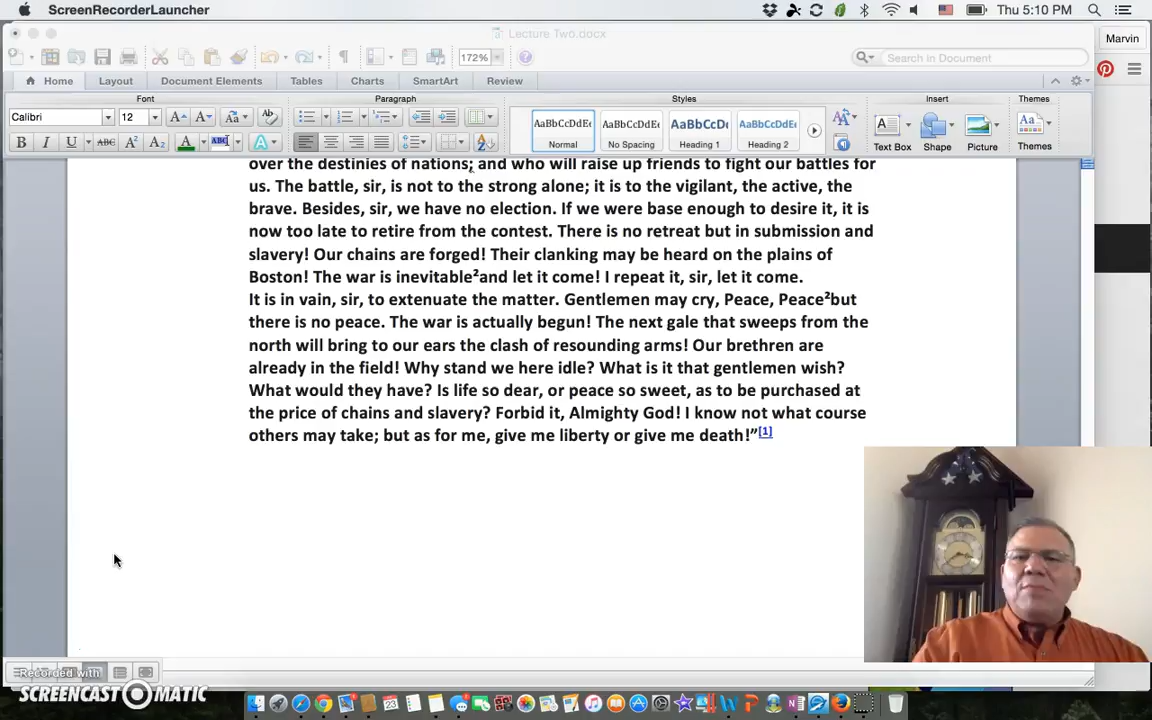 ScreenRecorderLauncher
Thu 5:10 PM
Lecture Two.docx
Marvin
172%
Search in Document
Home Layout Document Elements Tables Charts SmartArt Review
Font Paragraph Styles Insert Themes
Calibri 12
AaBbCcDdEe AaBbCcDdEe AaBbCcDc AaBbCcDdEe
Normal No Spacing Heading 1 Heading 2 Text Box Shape Picture Themes
B I U ABC A² A₂ A ABC A
over the destinies of nations; and who will raise up friends to fight our battles for
us. The battle, sir, is not to the strong alone; it is to the vigilant, the active, the
brave. Besides, sir, we have no election. If we were base enough to desire it, it is
now too late to retire from the contest. There is no retreat but in submission and
slavery! Our chains are forged! Their clanking may be heard on the plains of
Boston! The war is inevitable²and let it come! I repeat it, sir, let it come.
It is in vain, sir, to extenuate the matter. Gentlemen may cry, Peace, Peace²but
there is no peace. The war is actually begun! The next gale that sweeps from the
north will bring to our ears the clash of resounding arms! Our brethren are
already in the field! Why stand we here idle? What is it that gentlemen wish?
What would they have? Is life so dear, or peace so sweet, as to be purchased at
the price of chains and slavery? Forbid it, Almighty God! I know not what course
others may take; but as for me, give me liberty or give me death!”[1]
Recorded with
SCREENCAST-O-MATIC